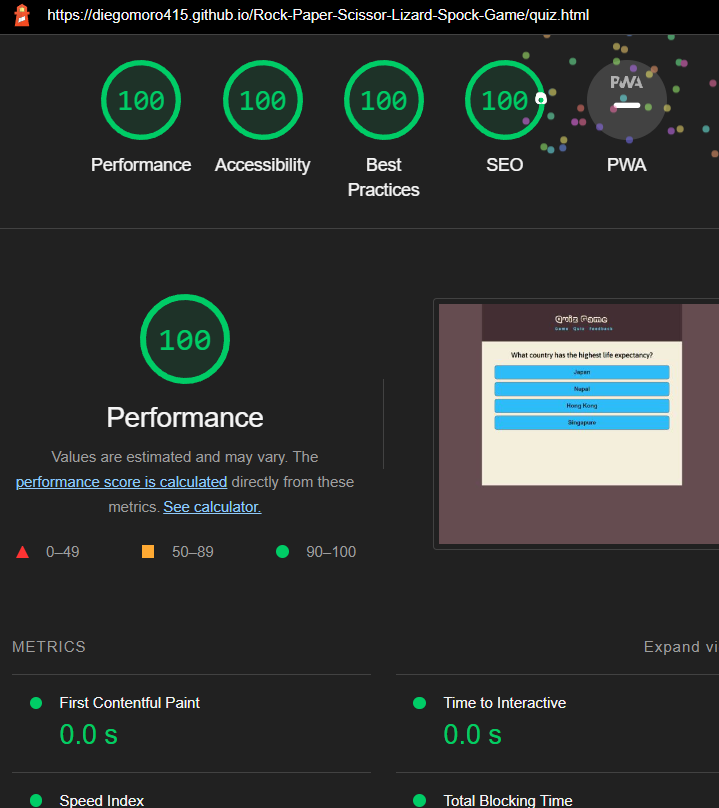 https://diegomoro415.github.io/Rock-Paper-Scissor-Lizard-Spock-Game/quiz.html
100 100 100 100 PWA
Performance Accessibility Best Practices SEO PWA
100
Performance
Values are estimated and may vary. The
performance score is calculated directly from these
metrics. See calculator.
0–49 50–89 90–100
Quiz Game
Game Quiz Feedback
What country has the highest life expectancy?
Japan
Nepal
Hong Kong
Singapure
METRICS
Expand vi
First Contentful Paint
0.0 s
Time to Interactive
0.0 s
Speed Index
Total Blocking Time